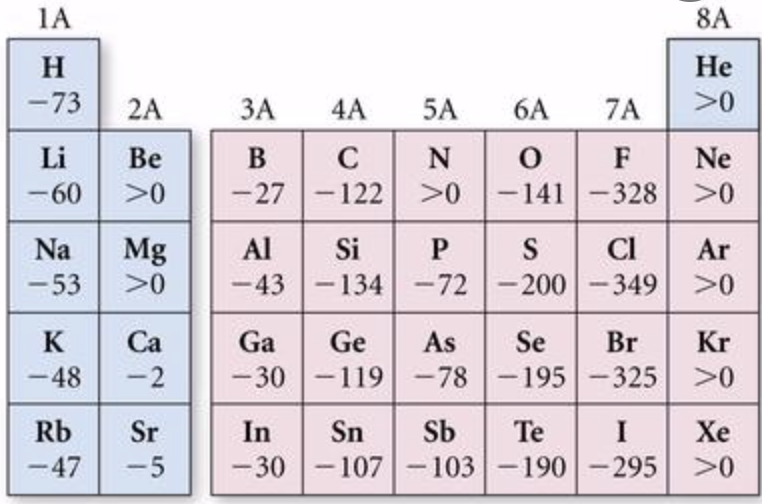 1A 8A
H He
−73 >0
2A 3A 4A 5A 6A 7A
Li Be B C N O F Ne
−60 >0 −27 −122 >0 −141 −328 >0
Na Mg Al Si P S Cl Ar
−53 >0 −43 −134 −72 −200 −349 >0
K Ca Ga Ge As Se Br Kr
−48 −2 −30 −119 −78 −195 −325 >0
Rb Sr In Sn Sb Te I Xe
−47 −5 −30 −107 −103 −190 −295 >0